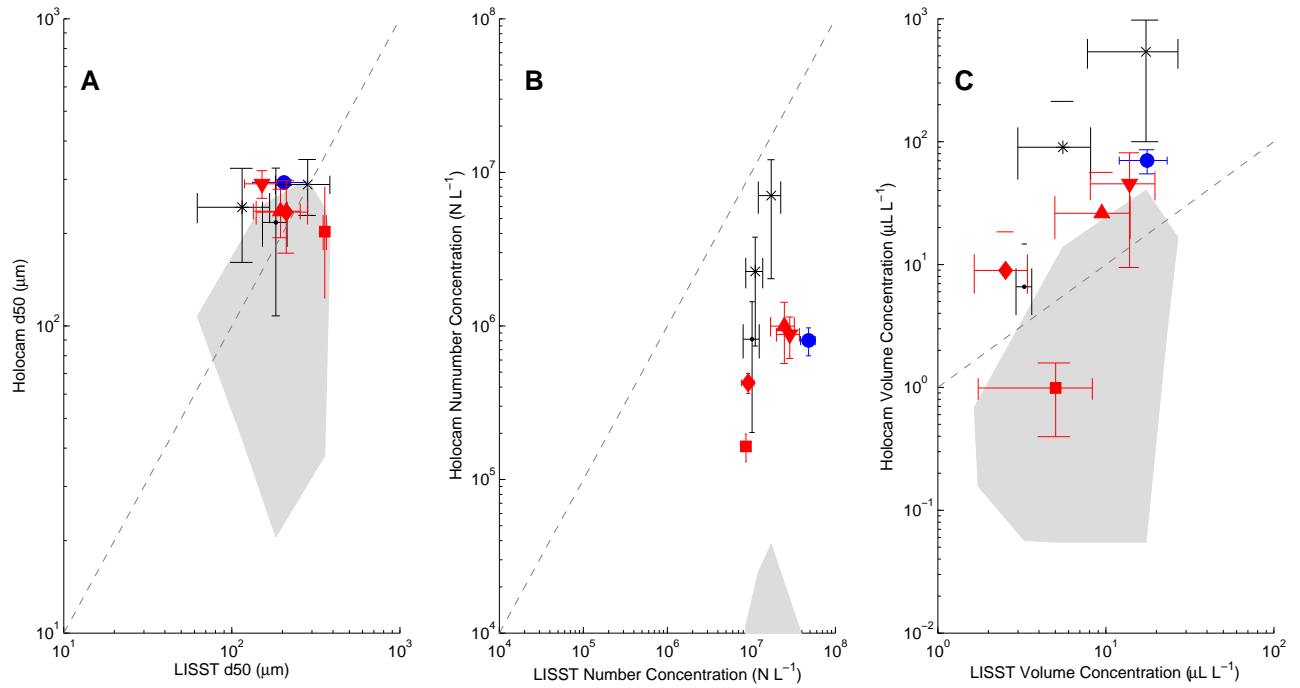 A
10³
10²
10¹
10¹ 10² 10³
Holocam d50 (μm)
LISST d50 (μm)
B
10⁸
10⁷
10⁶
10⁵
10⁴
10⁴ 10⁵ 10⁶ 10⁷ 10⁸
Holocam Numumber Concentration (N L⁻¹)
LISST Number Concentration (N L⁻¹)
C
10³
10²
10¹
10⁰
10⁻¹
10⁻²
10⁰ 10¹ 10²
Holocam Volume Concentration (μL L⁻¹)
LISST Volume Concentration (μL L⁻¹)